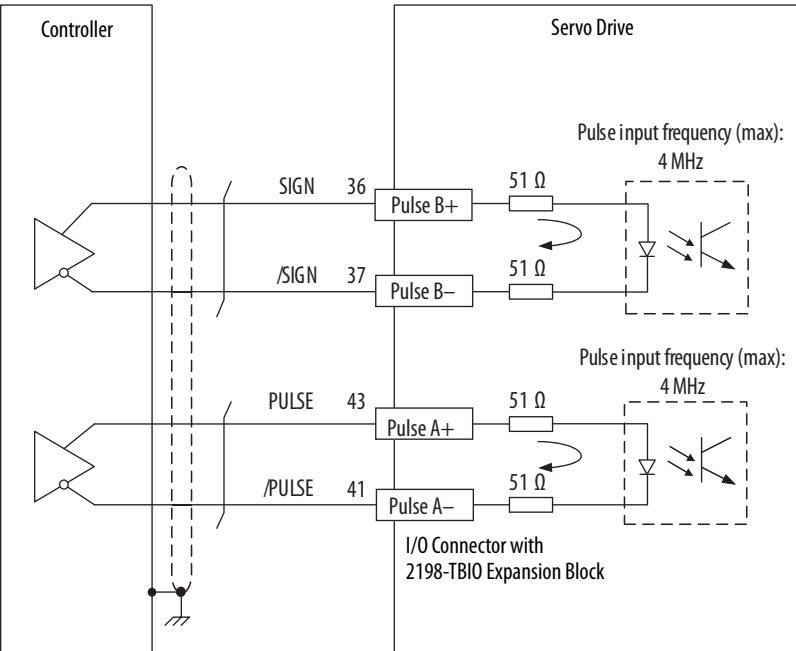 Controller
Servo Drive
Pulse input frequency (max):
4 MHz
SIGN 36
Pulse B+
51 Ω
/SIGN 37
Pulse B–
51 Ω
Pulse input frequency (max):
4 MHz
PULSE 43
Pulse A+
51 Ω
/PULSE 41
Pulse A–
51 Ω
I/O Connector with
2198-TBIO Expansion Block